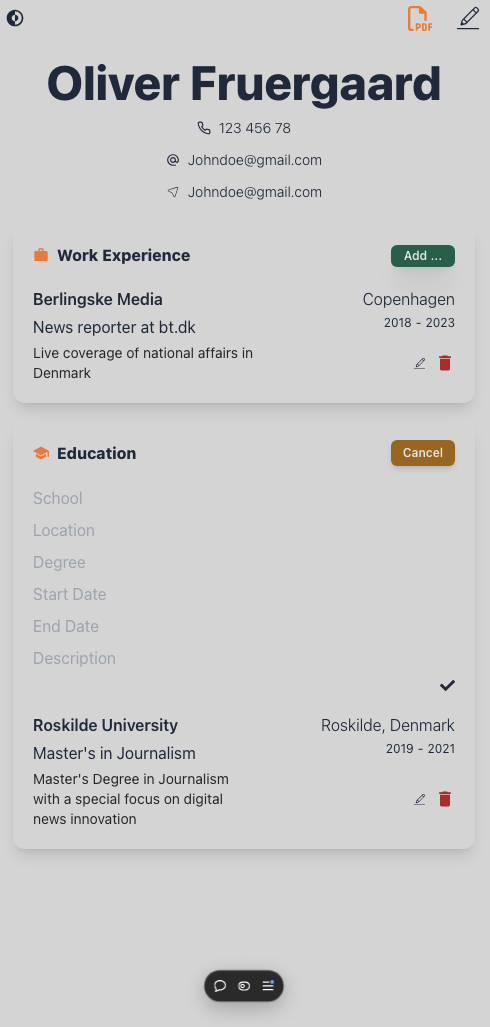 PDF
Oliver Fruergaard
123 456 78
Johndoe@gmail.com
Johndoe@gmail.com
Work Experience
Add ...
Berlingske Media
Copenhagen
News reporter at bt.dk
2018 - 2023
Live coverage of national affairs in
Denmark
Education
Cancel
School
Location
Degree
Start Date
End Date
Description
Roskilde University
Roskilde, Denmark
Master's in Journalism
2019 - 2021
Master's Degree in Journalism
with a special focus on digital
news innovation